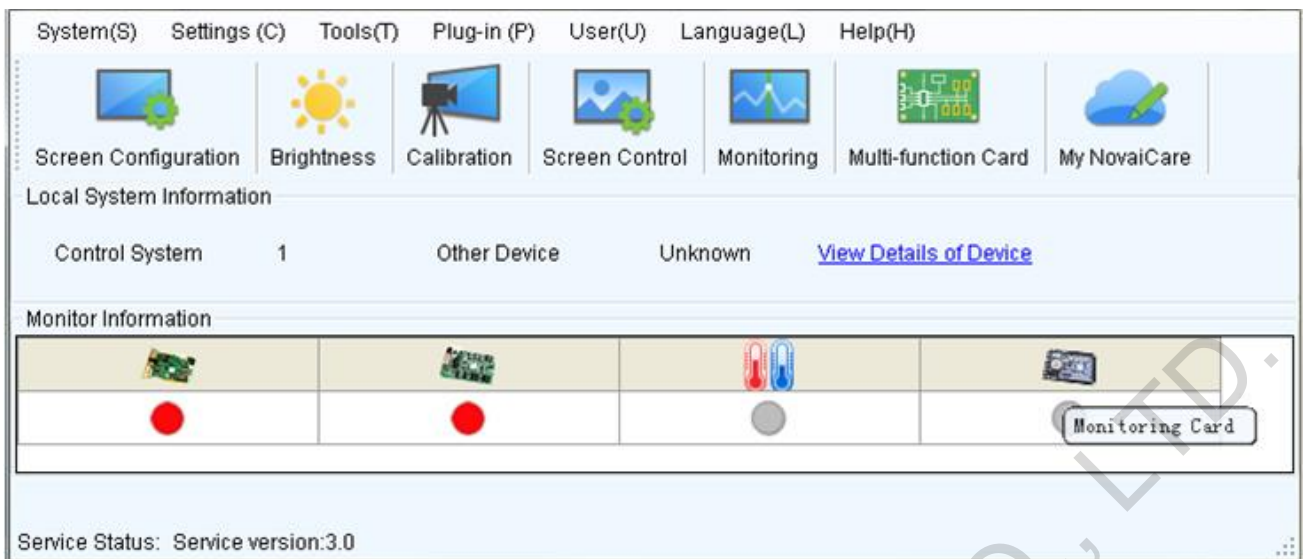 System(S) Settings (C) Tools(T) Plug-in (P) User(U) Language(L) Help(H)
Screen Configuration Brightness Calibration Screen Control Monitoring Multi-function Card My NovaiCare
Local System Information
Control System 1 Other Device Unknown View Details of Device
Monitor Information
Monitoring Card
Service Status: Service version:3.0
, LTD.